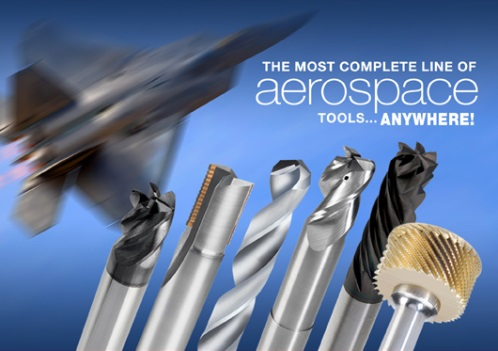 THE MOST COMPLETE LINE OF
aerospace
TOOLS... ANYWHERE!